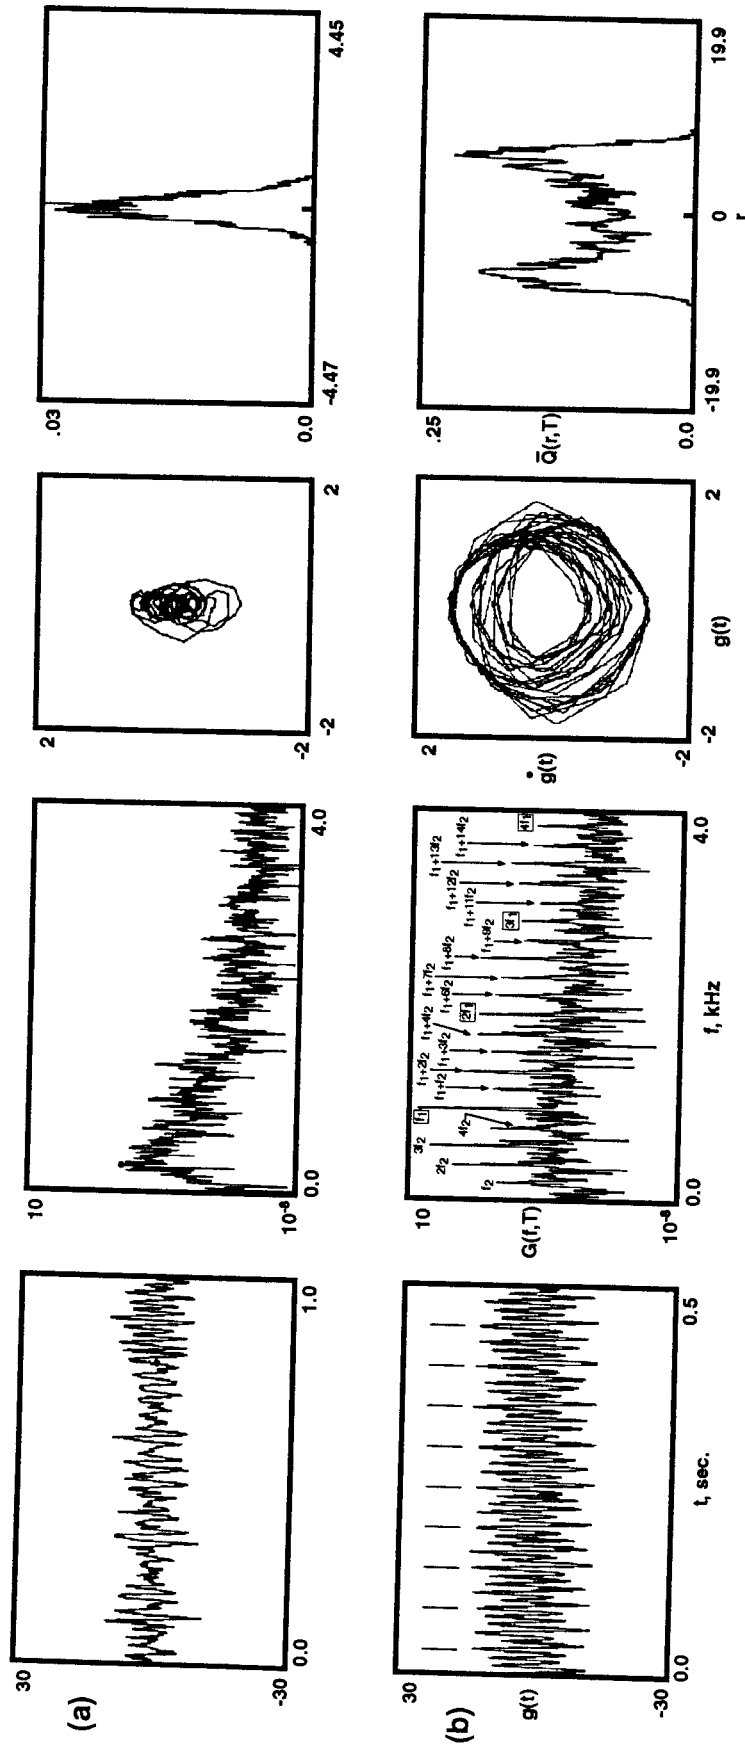 (a)
30
-30
0.0
1.0
10
10⁻⁸
0.0
4.0
2
-2
-2
2
.03
0.0
-4.47
4.45
(b)
30
g(t)
-30
0.0
0.5
t, sec.
10
G(f,T)
10⁻⁸
0.0
4.0
f, kHz
f₂
2f₂
3f₂
4f₂
f₁
f₁+f₂
f₁+2f₂
f₁+3f₂
f₁+4f₂
2f₁
f₁+6f₂
f₁+7f₂
f₁+8f₂
f₁+9f₂
3f₁
f₁+11f₂
f₁+12f₂
f₁+13f₂
f₁+14f₂
4f₁
2
ġ(t)
-2
-2
2
g(t)
.25
Q̄(r,T)
0.0
-19.9
0
19.9
r